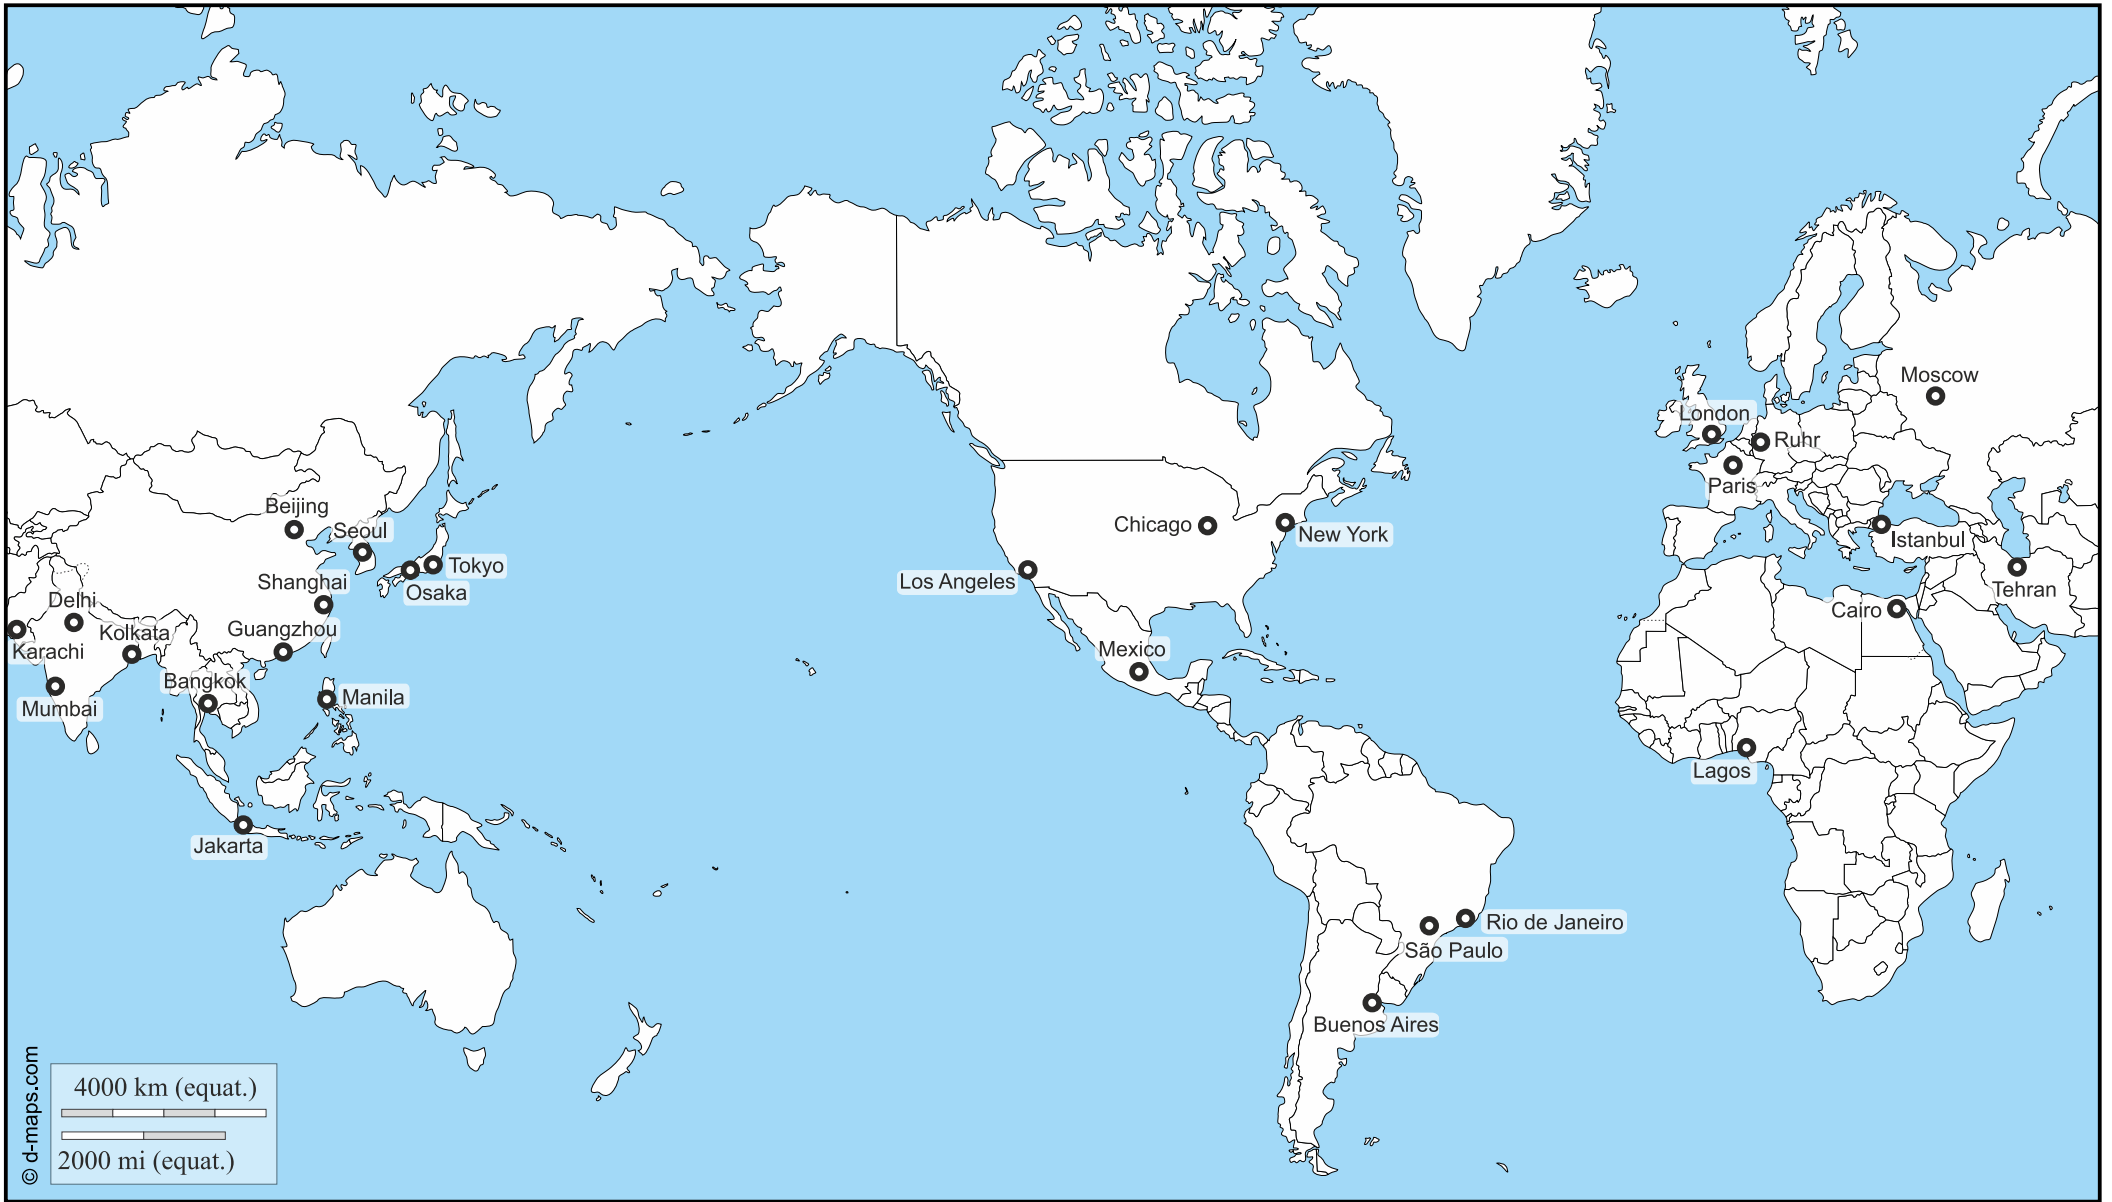 Moscow
London
Ruhr
Paris
Beijing
Seoul
Chicago
New York
Istanbul
Tokyo
Los Angeles
Shanghai
Osaka
Tehran
Delhi
Cairo
Kolkata
Guangzhou
Karachi
Mexico
Bangkok
Manila
Mumbai
Lagos
Jakarta
Rio de Janeiro
São Paulo
Buenos Aires
4000 km (equat.)
2000 mi (equat.)
© d-maps.com